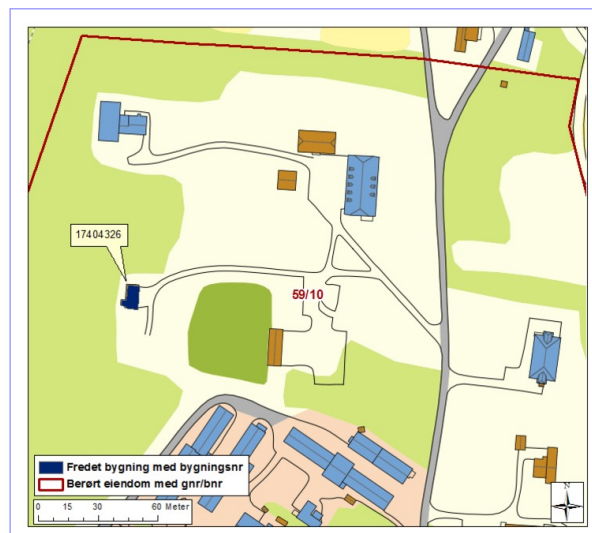 17404326
59/10
Fredet bygning med bygningsnr
Berørt eiendom med gnr/bnr
0 15 30 60 Meter
N